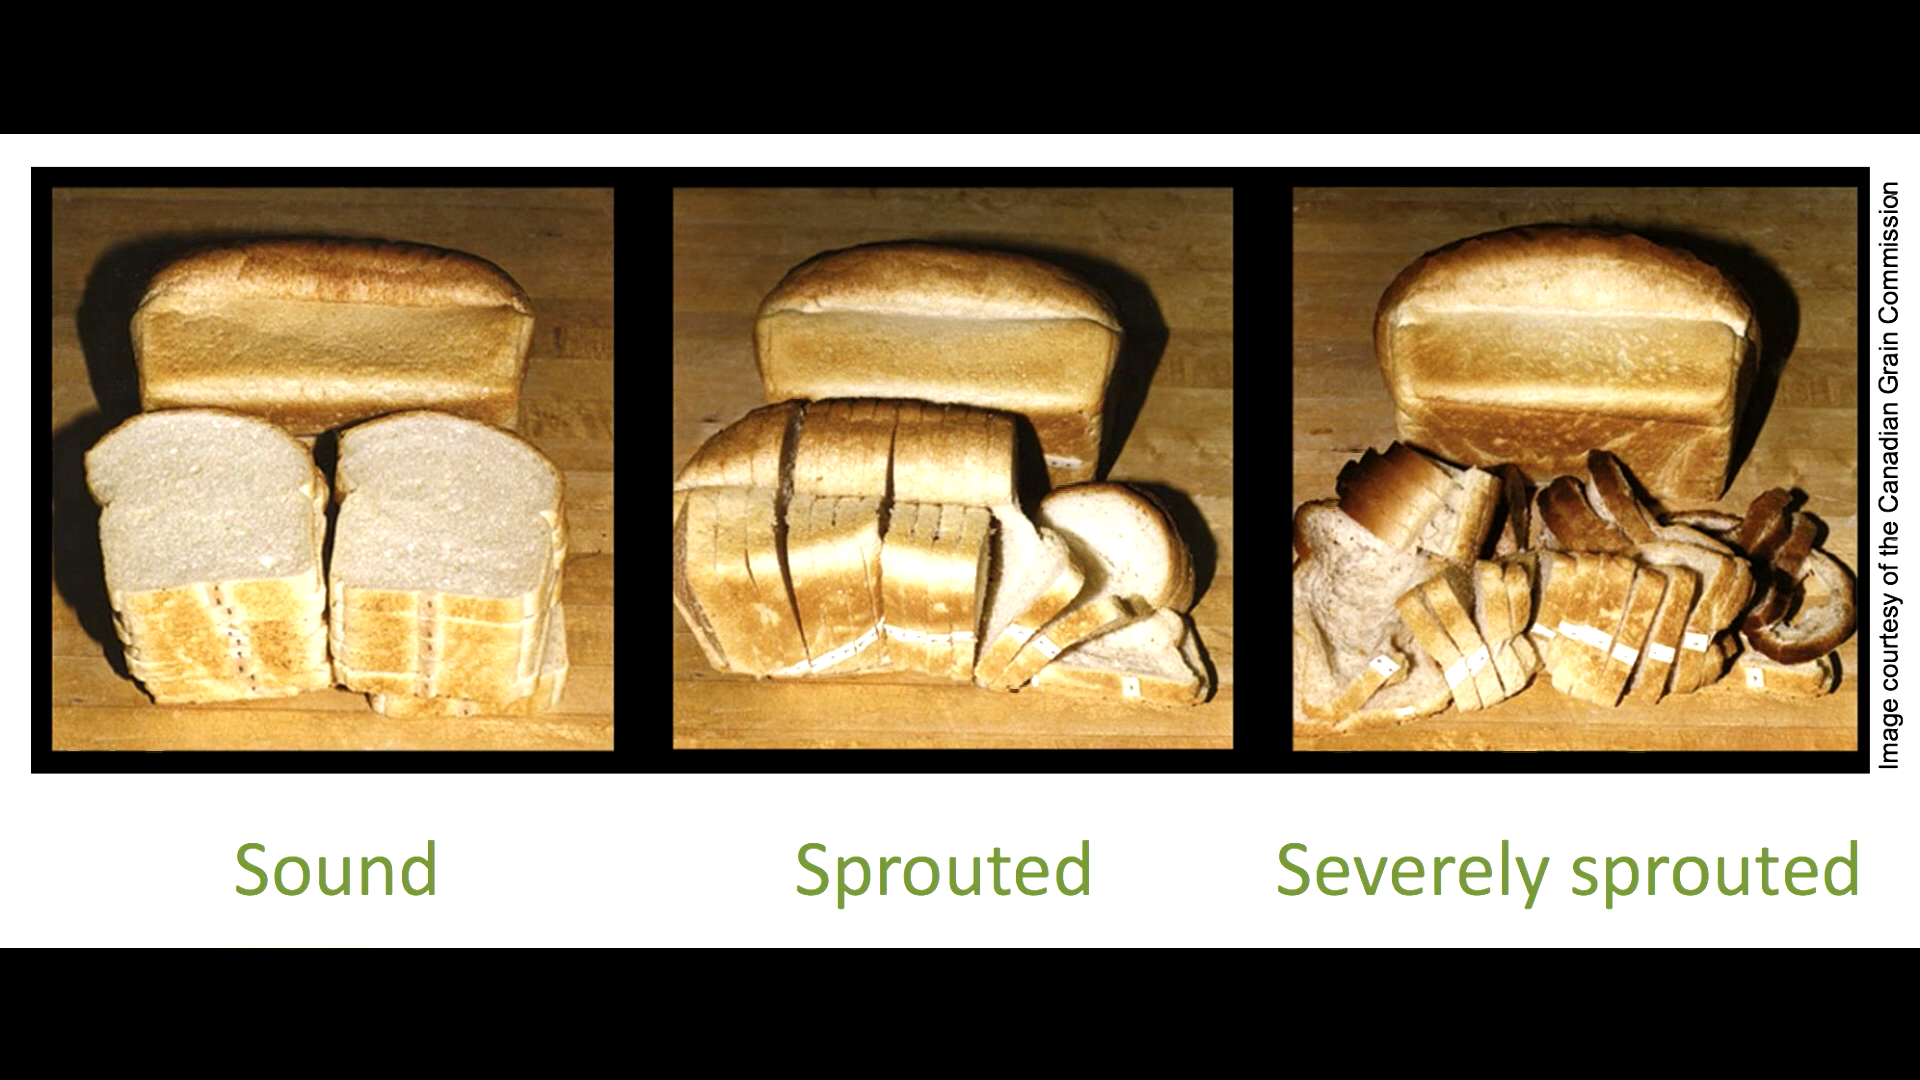 Image courtesy of the Canadian Grain Commission
Sound
Sprouted
Severely sprouted